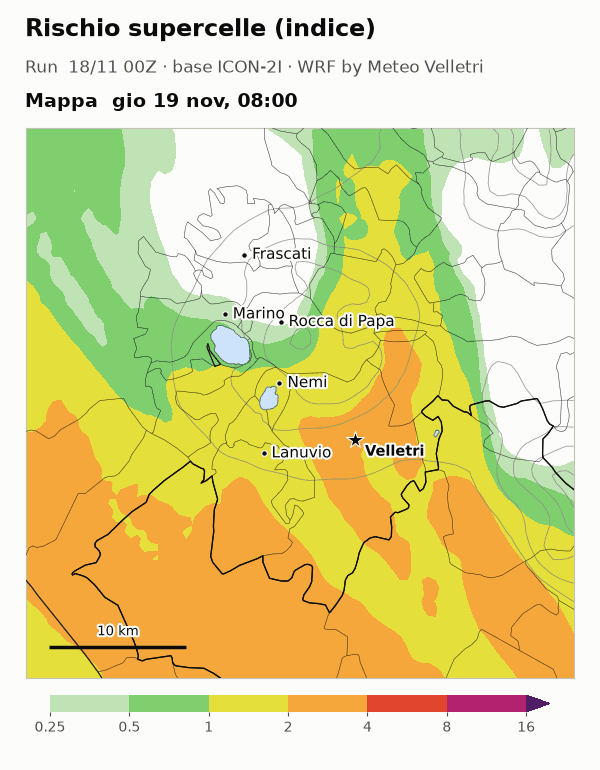 Rischio supercelle (indice)
Run  18/11 00Z · base ICON-2I · WRF by Meteo Velletri
Mappa  gio 19 nov, 08:00
Frascati
Marino
Rocca di Papa
Nemi
Velletri
Lanuvio
10 km
0.25 0.5 1 2 4 8 16